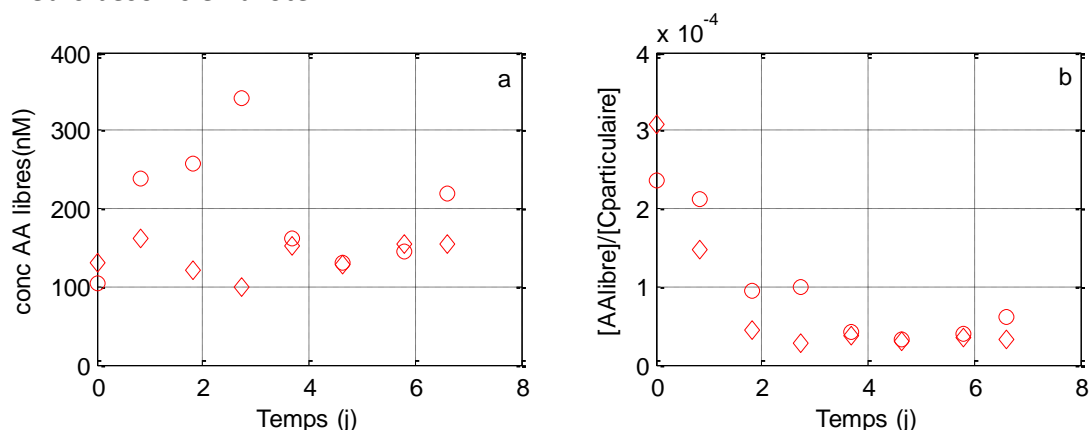 400
300
200
100
0
conc AA libres(nM)
a
0 2 4 6 8
Temps (j)
x 10-4
4
3
2
1
0
[AAlibre]/[Cparticulaire]
b
0 2 4 6 8
Temps (j)